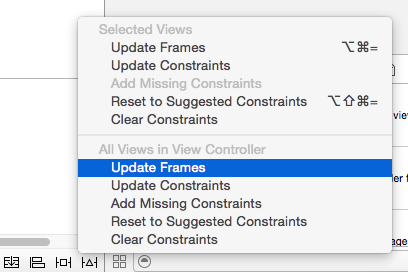 Selected Views
Update Frames ⌥⌘=
Update Constraints
Add Missing Constraints
Reset to Suggested Constraints ⌥⇧⌘=
Clear Constraints
All Views in View Controller
Update Frames
Update Constraints
Add Missing Constraints
Reset to Suggested Constraints
Clear Constraints